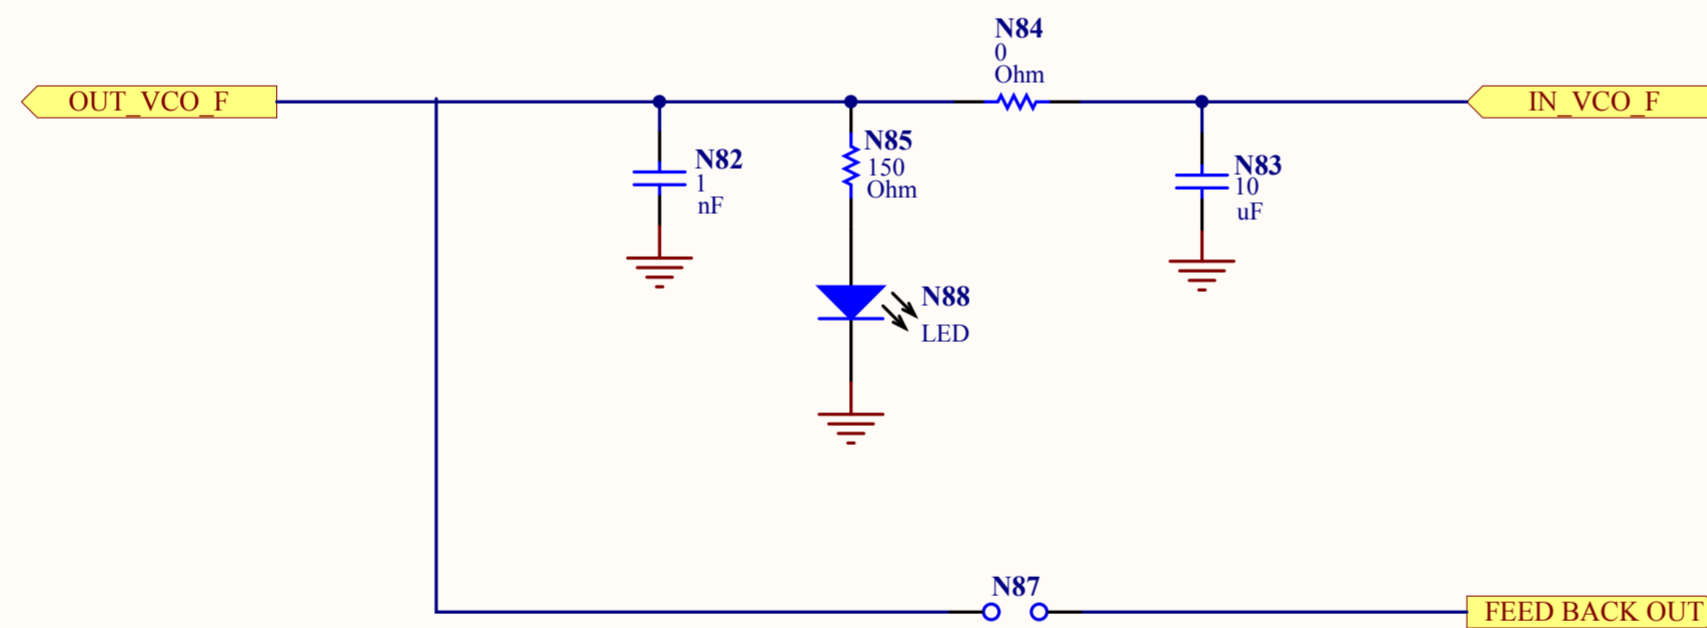 N84
0
Ohm
OUT_VCO_F
IN_VCO_F
N85
150
Ohm
N82
1
nF
N83
10
uF
N88
LED
N87
FEED BACK OUT